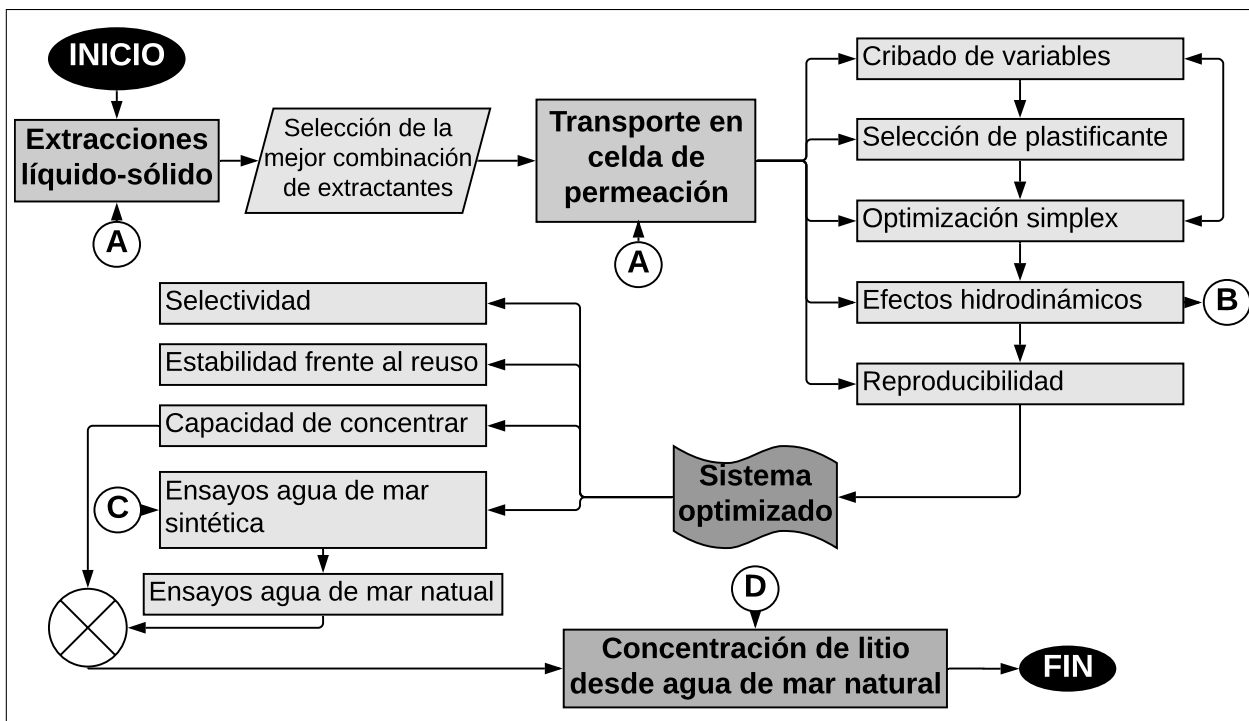 INICIO
Extracciones
líquido-sólido
A
Selección de la
mejor combinación
de extractantes
Transporte en
celda de
permeación
A
Cribado de variables
Selección de plastificante
Optimización simplex
Efectos hidrodinámicos
B
Reproducibilidad
Selectividad
Estabilidad frente al reuso
Capacidad de concentrar
C
Ensayos agua de mar
sintética
Ensayos agua de mar natual
Sistema
optimizado
D
Concentración de litio
desde agua de mar natural
FIN